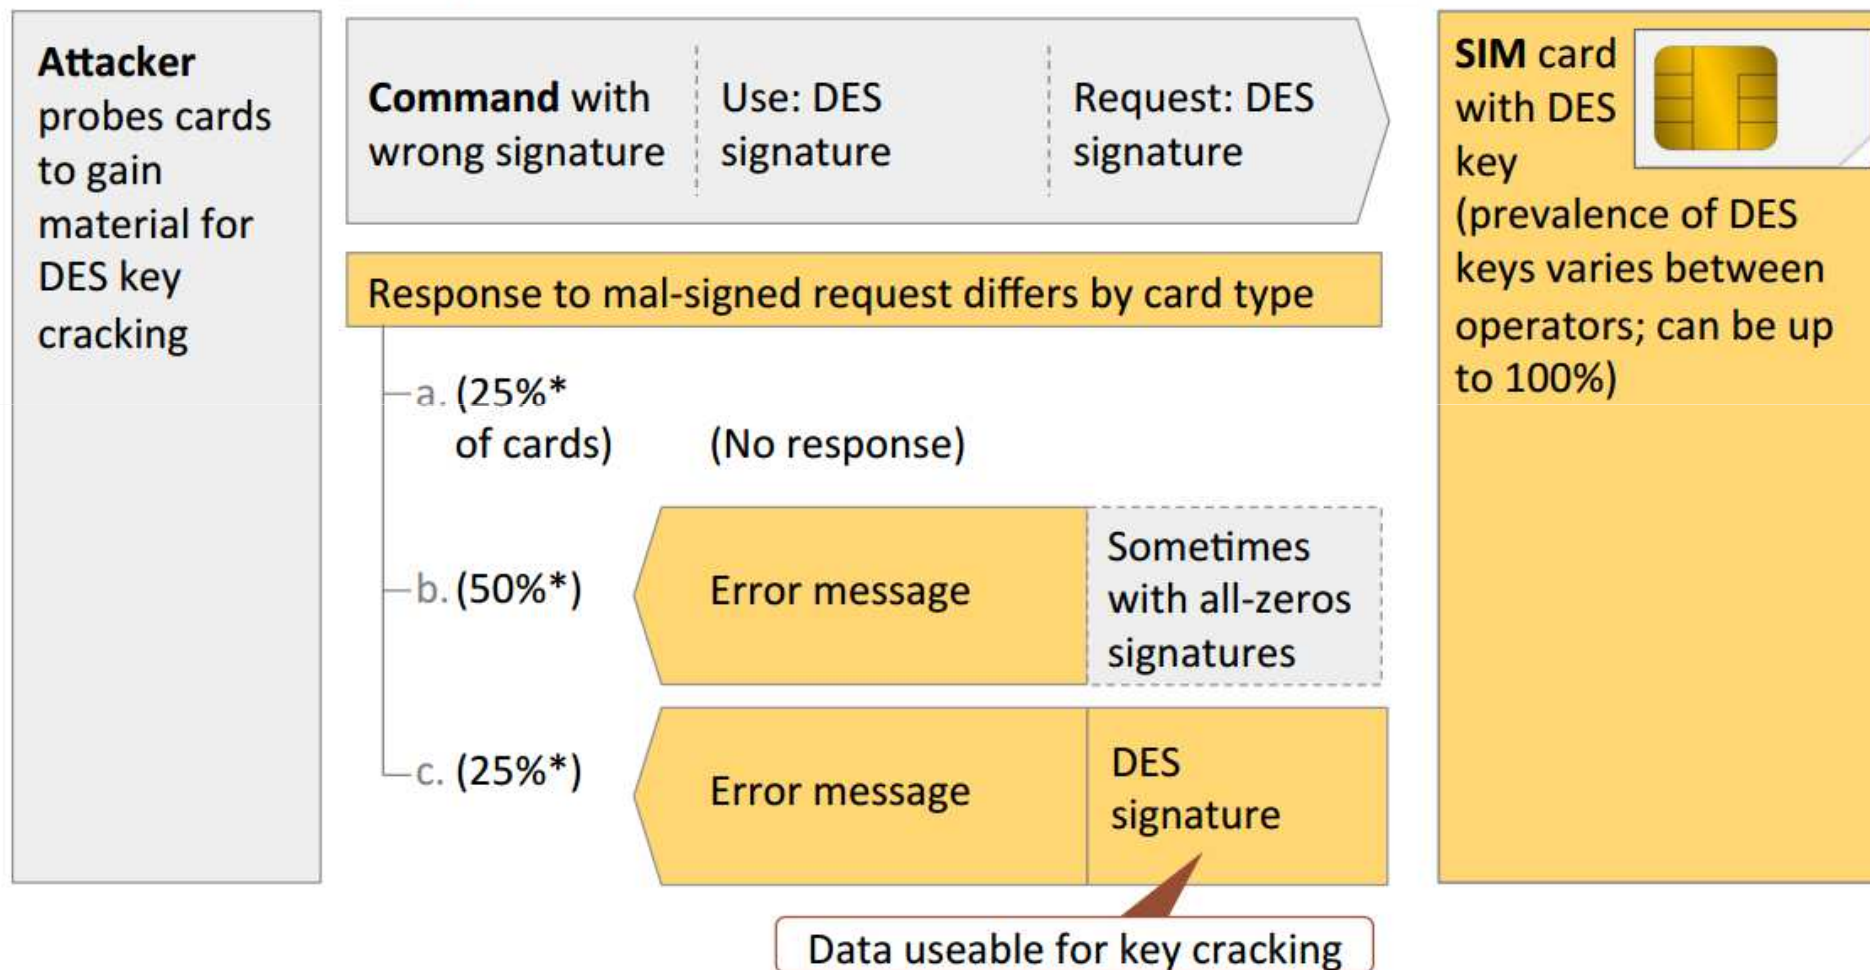 Attacker
probes cards
to gain
material for
DES key
cracking
Command with
wrong signature
Use: DES
signature
Request: DES
signature
SIM card
with DES
key
(prevalence of DES
keys varies between
operators; can be up
to 100%)
Response to mal-signed request differs by card type
a. (25%*
of cards)
(No response)
b. (50%*)
Error message
Sometimes
with all-zeros
signatures
c. (25%*)
Error message
DES
signature
Data useable for key cracking